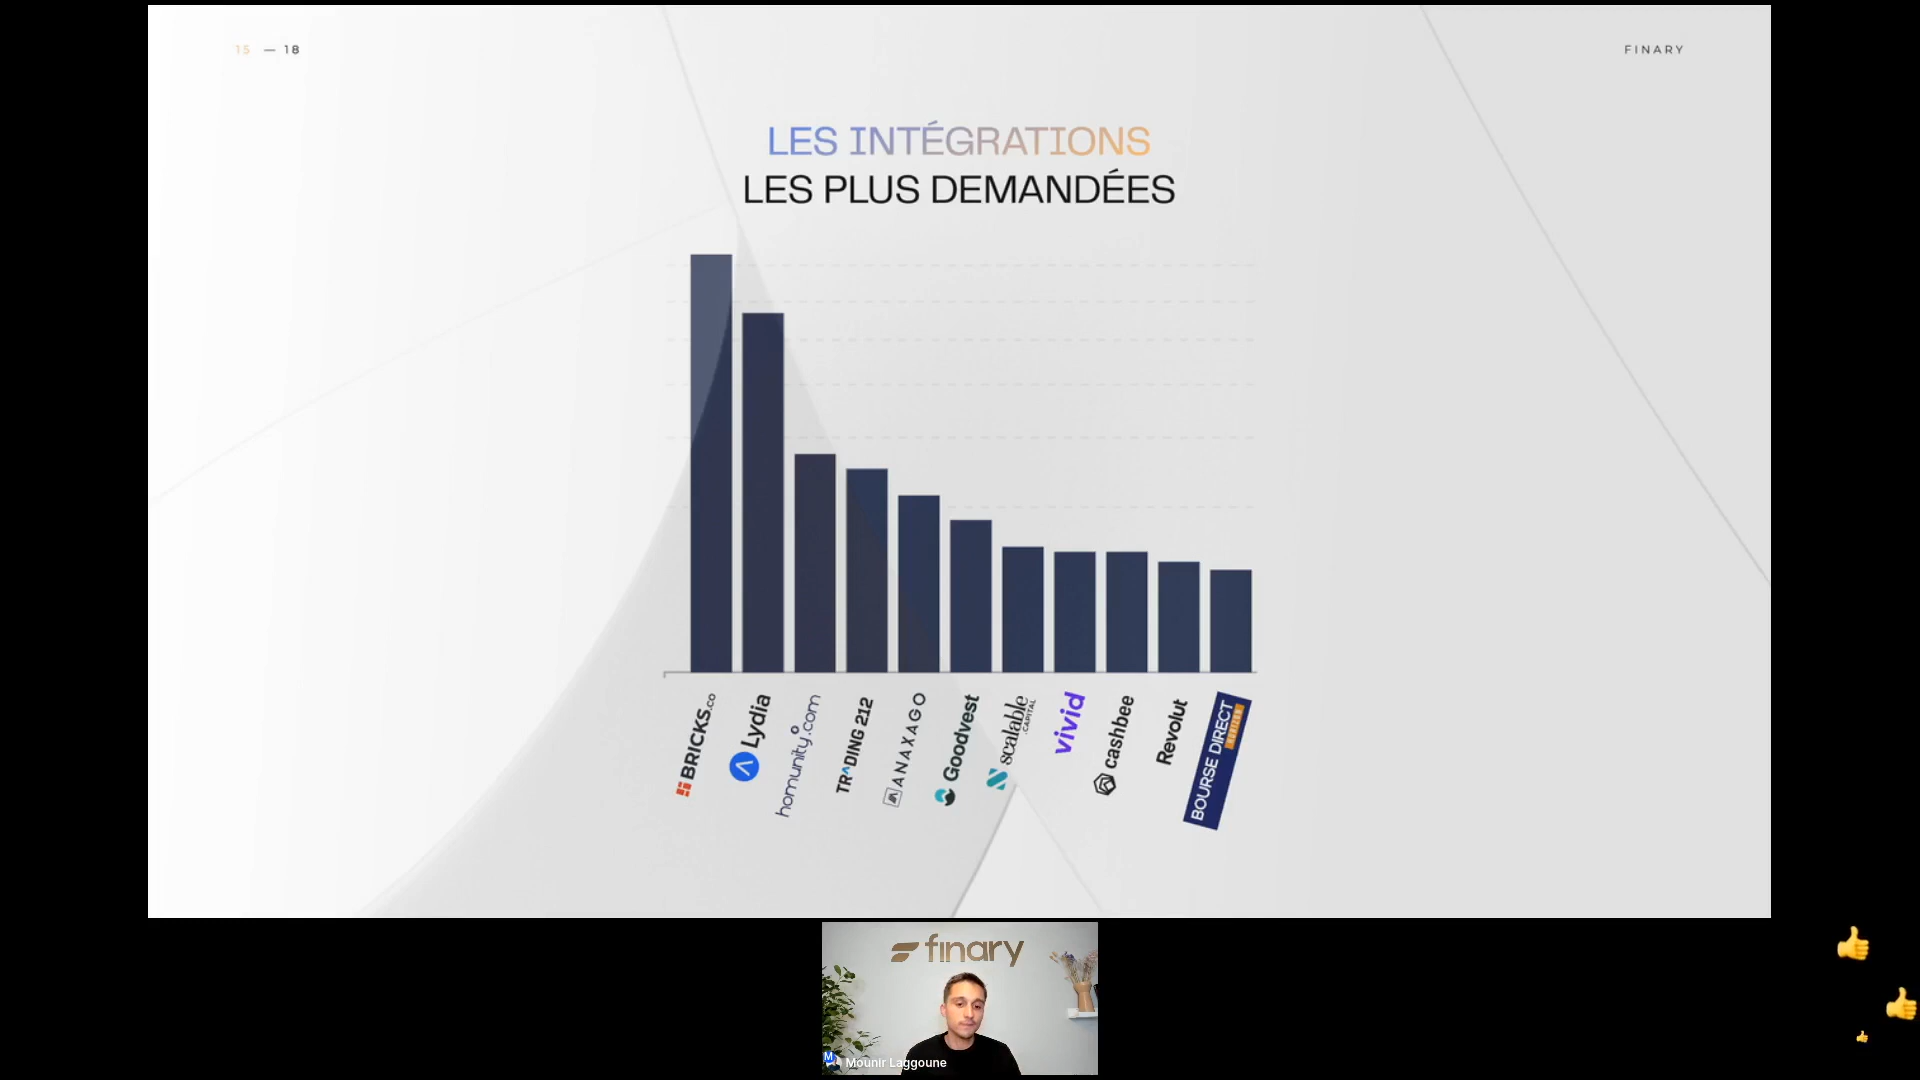 15 — 18
FINARY
LES INTÉGRATIONS
LES PLUS DEMANDÉES
BRICKS.co
Lydia
homunity.com
TRADING 212
ANAXAGO
Goodvest
scalable
.CAPITAL
vivid
cashbee
Revolut
BOURSE DIRECT
HORIZON
finary
M
Mounir Laggoune